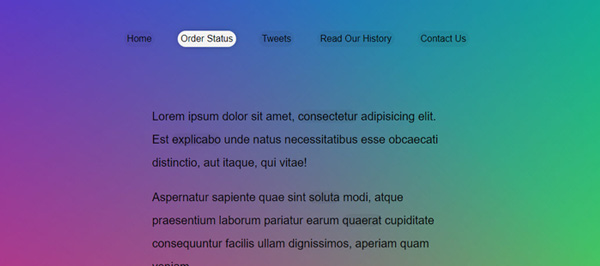 Home Order Status Tweets Read Our History Contact Us
Lorem ipsum dolor sit amet, consectetur adipisicing elit.
Est explicabo unde natus necessitatibus esse obcaecati
distinctio, aut itaque, qui vitae!
Aspernatur sapiente quae sint soluta modi, atque
praesentium laborum pariatur earum quaerat cupiditate
consequuntur facilis ullam dignissimos, aperiam quam